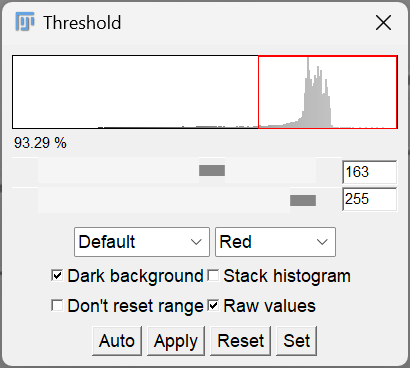 Threshold
93.29 %
163
255
Default Red
Dark background Stack histogram
Don't reset range Raw values
Auto Apply Reset Set